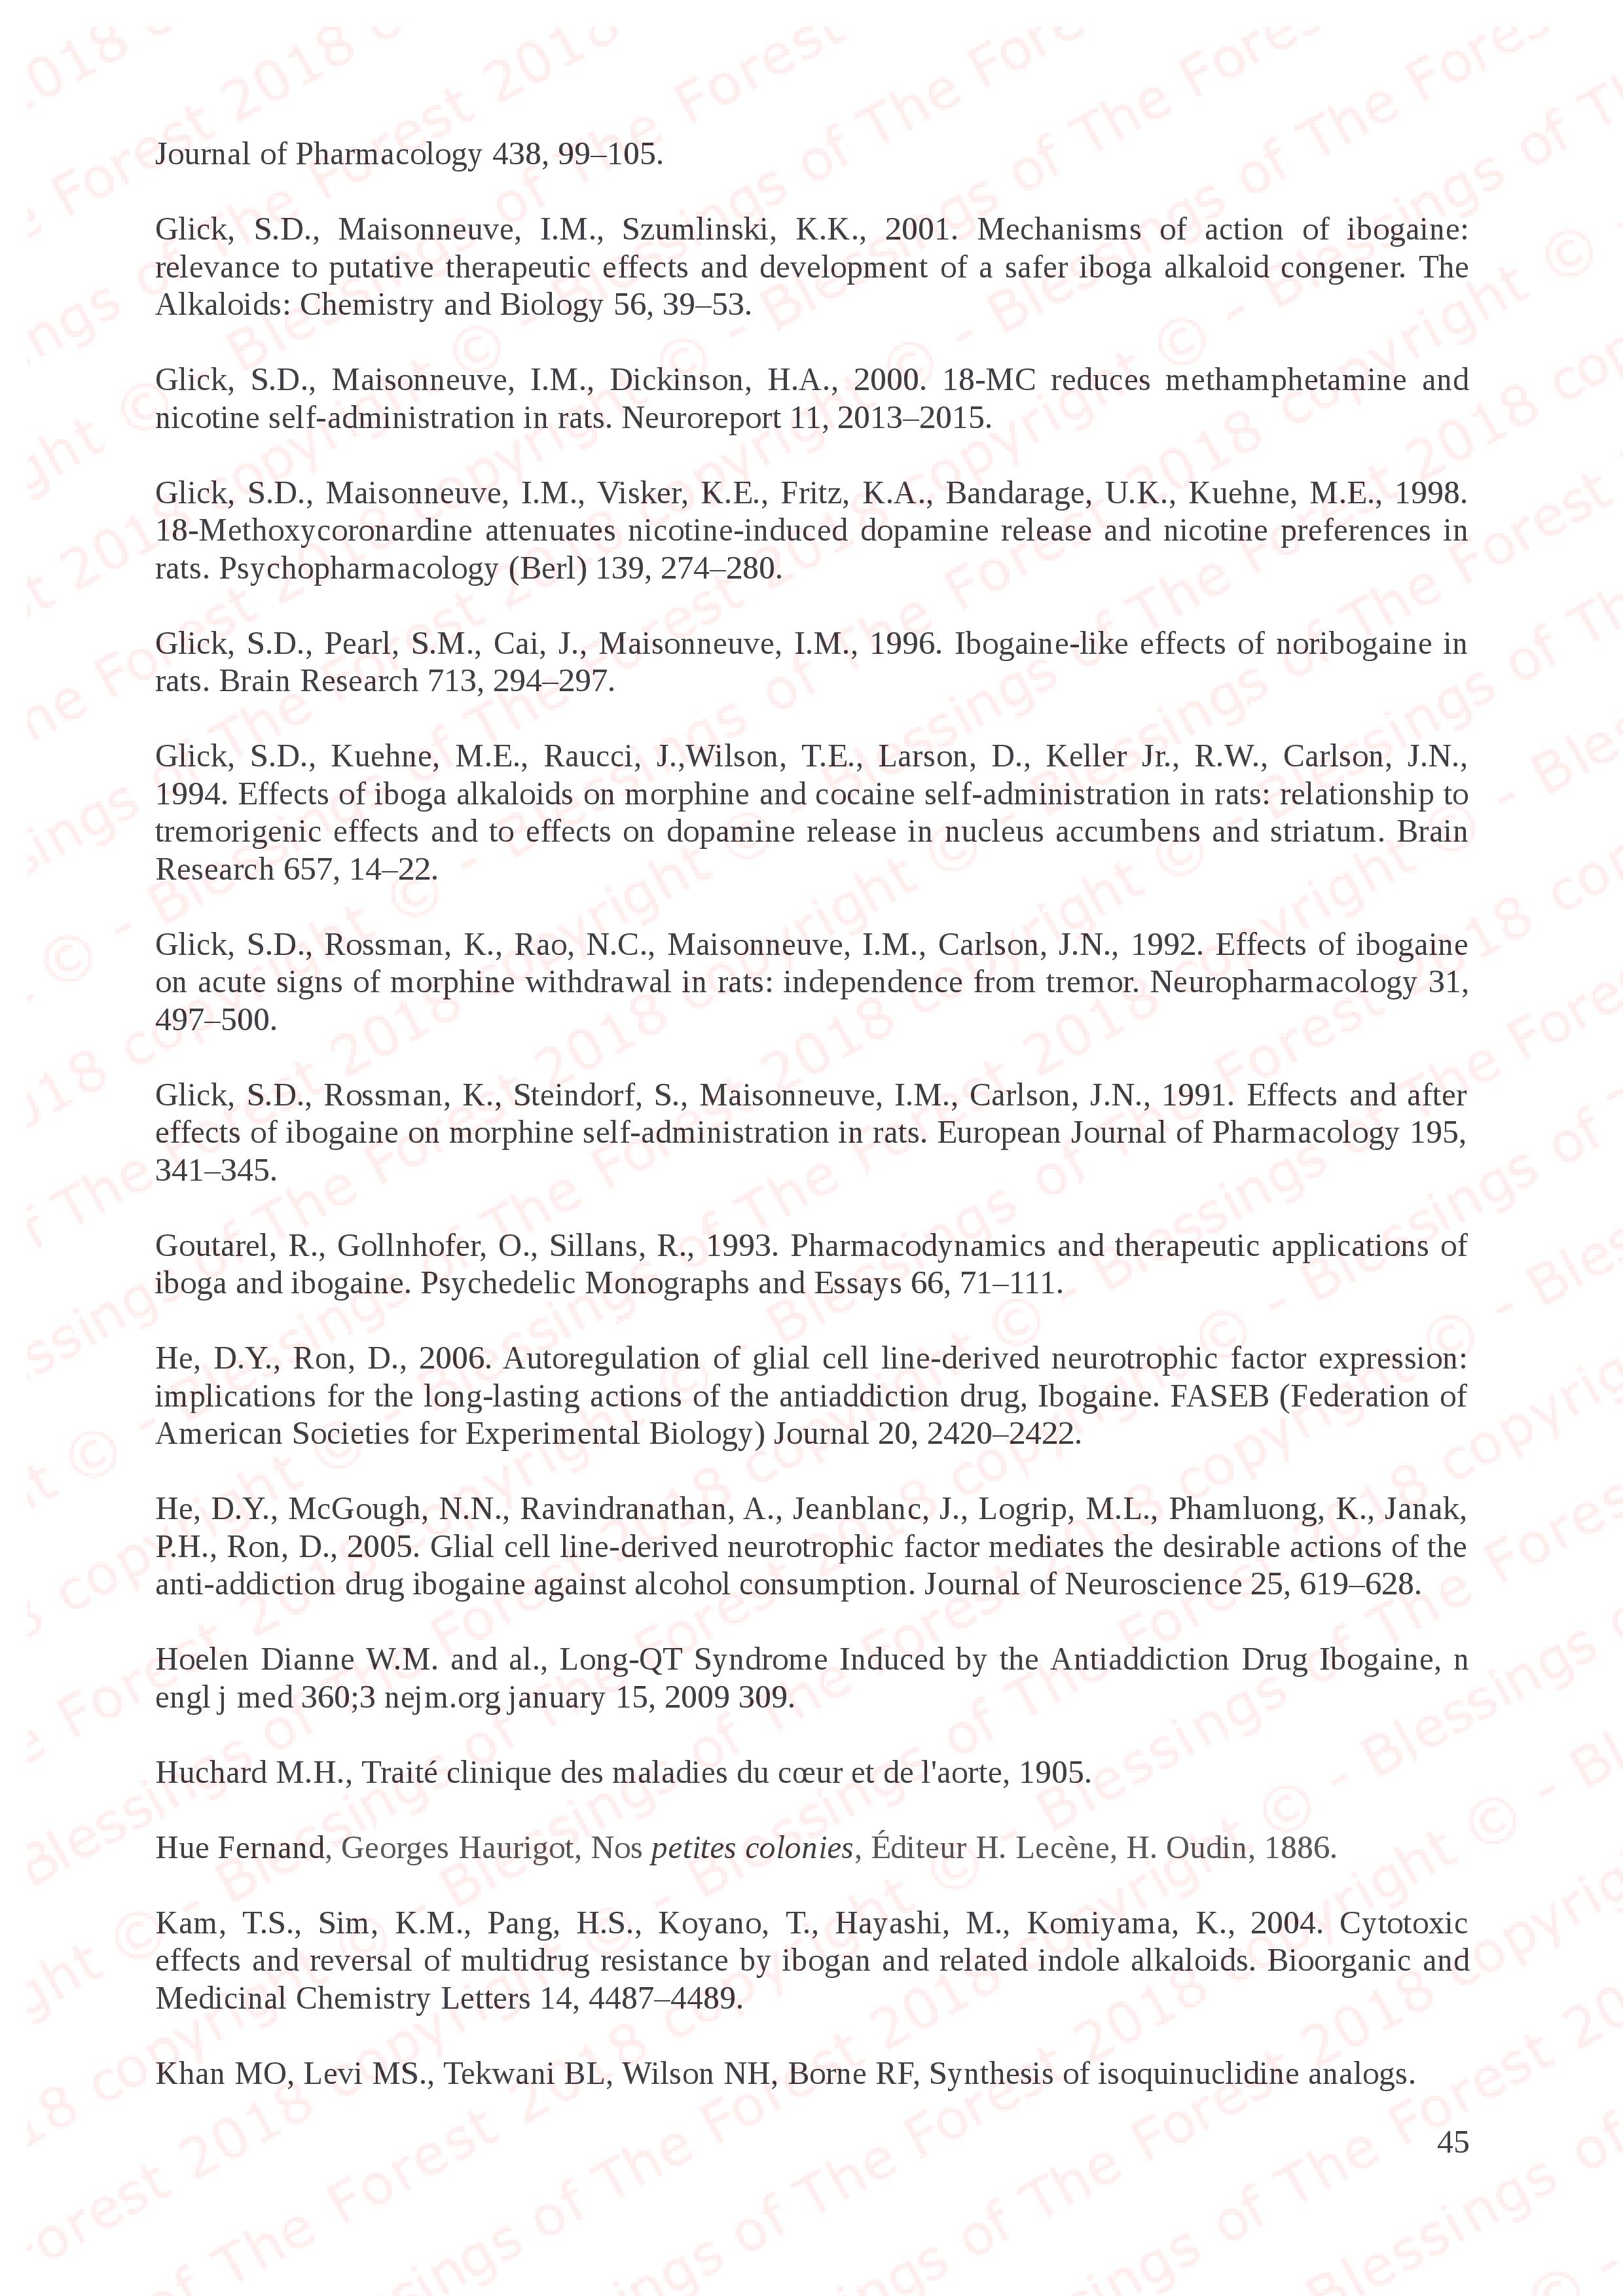 Journal of Pharmacology 438, 99–105.
Glick, S.D., Maisonneuve, I.M., Szumlinski, K.K., 2001. Mechanisms of action of ibogaine:
relevance to putative therapeutic effects and development of a safer iboga alkaloid congener. The
Alkaloids: Chemistry and Biology 56, 39–53.
Glick, S.D., Maisonneuve, I.M., Dickinson, H.A., 2000. 18-MC reduces methamphetamine and
nicotine self-administration in rats. Neuroreport 11, 2013–2015.
Glick, S.D., Maisonneuve, I.M., Visker, K.E., Fritz, K.A., Bandarage, U.K., Kuehne, M.E., 1998.
18-Methoxycoronardine attenuates nicotine-induced dopamine release and nicotine preferences in
rats. Psychopharmacology (Berl) 139, 274–280.
Glick, S.D., Pearl, S.M., Cai, J., Maisonneuve, I.M., 1996. Ibogaine-like effects of noribogaine in
rats. Brain Research 713, 294–297.
Glick, S.D., Kuehne, M.E., Raucci, J.,Wilson, T.E., Larson, D., Keller Jr., R.W., Carlson, J.N.,
1994. Effects of iboga alkaloids on morphine and cocaine self-administration in rats: relationship to
tremorigenic effects and to effects on dopamine release in nucleus accumbens and striatum. Brain
Research 657, 14–22.
Glick, S.D., Rossman, K., Rao, N.C., Maisonneuve, I.M., Carlson, J.N., 1992. Effects of ibogaine
on acute signs of morphine withdrawal in rats: independence from tremor. Neuropharmacology 31,
497–500.
Glick, S.D., Rossman, K., Steindorf, S., Maisonneuve, I.M., Carlson, J.N., 1991. Effects and after
effects of ibogaine on morphine self-administration in rats. European Journal of Pharmacology 195,
341–345.
Goutarel, R., Gollnhofer, O., Sillans, R., 1993. Pharmacodynamics and therapeutic applications of
iboga and ibogaine. Psychedelic Monographs and Essays 66, 71–111.
He, D.Y., Ron, D., 2006. Autoregulation of glial cell line-derived neurotrophic factor expression:
implications for the long-lasting actions of the antiaddiction drug, Ibogaine. FASEB (Federation of
American Societies for Experimental Biology) Journal 20, 2420–2422.
He, D.Y., McGough, N.N., Ravindranathan, A., Jeanblanc, J., Logrip, M.L., Phamluong, K., Janak,
P.H., Ron, D., 2005. Glial cell line-derived neurotrophic factor mediates the desirable actions of the
anti-addiction drug ibogaine against alcohol consumption. Journal of Neuroscience 25, 619–628.
Hoelen Dianne W.M. and al., Long-QT Syndrome Induced by the Antiaddiction Drug Ibogaine, n
engl j med 360;3 nejm.org january 15, 2009 309.
Huchard M.H., Traité clinique des maladies du cœur et de l'aorte, 1905.
Hue Fernand, Georges Haurigot, Nos petites colonies, Éditeur H. Lecène, H. Oudin, 1886.
Kam, T.S., Sim, K.M., Pang, H.S., Koyano, T., Hayashi, M., Komiyama, K., 2004. Cytotoxic
effects and reversal of multidrug resistance by ibogan and related indole alkaloids. Bioorganic and
Medicinal Chemistry Letters 14, 4487–4489.
Khan MO, Levi MS., Tekwani BL, Wilson NH, Borne RF, Synthesis of isoquinuclidine analogs.
45